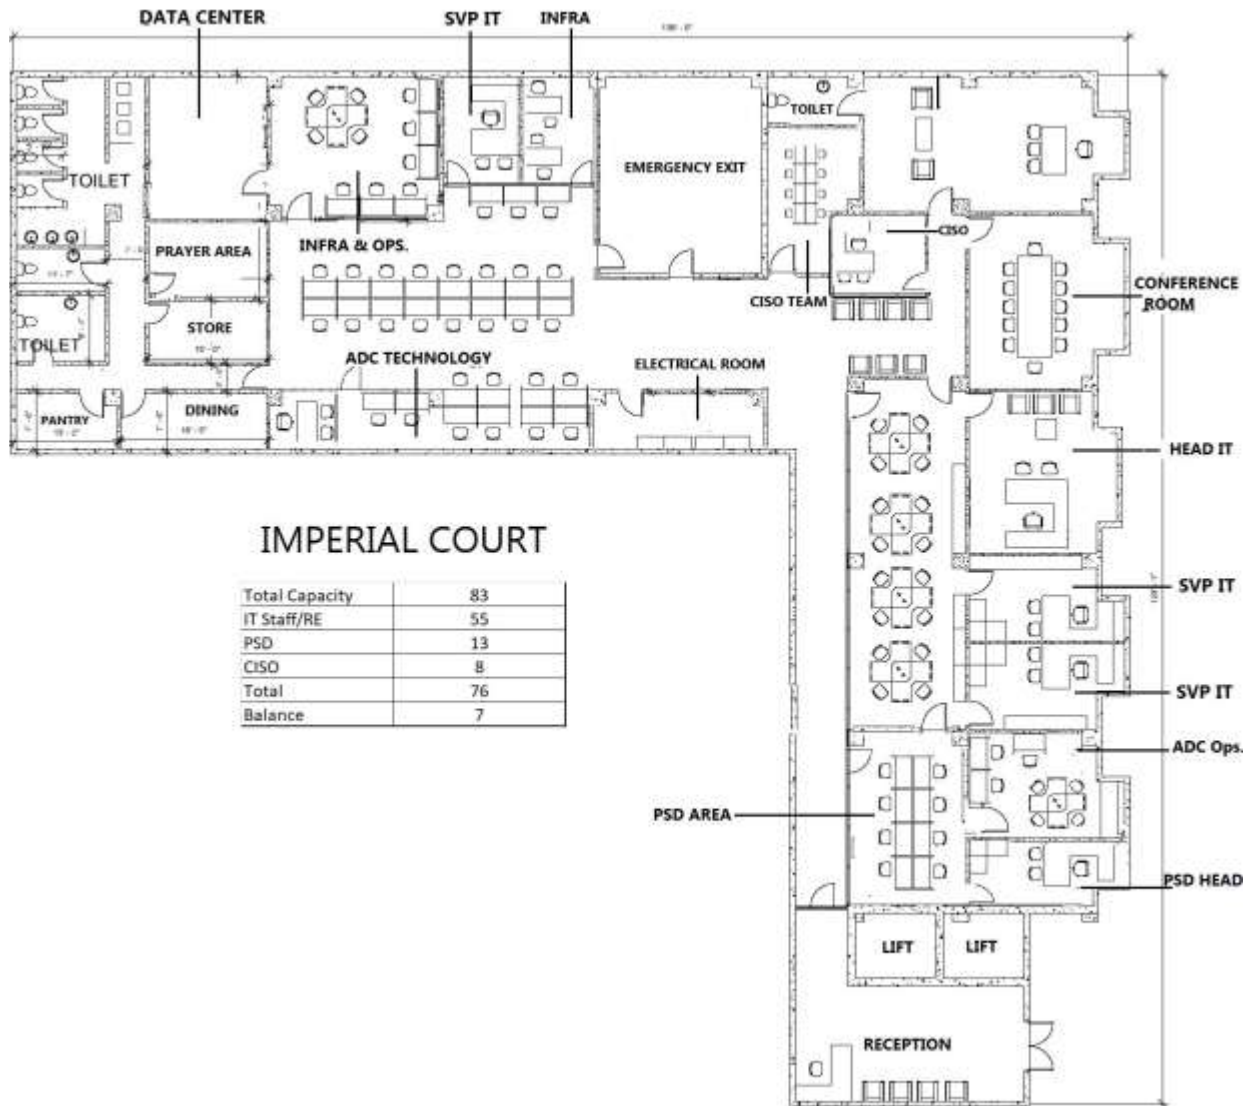 DATA CENTER
SVP IT
INFRA
TOILET
EMERGENCY EXIT
TOILET
PRAYER AREA
INFRA & OPS.
CISO
CISO TEAM
CONFERENCE
ROOM
STORE
TOILET
ADC TECHNOLOGY
ELECTRICAL ROOM
PANTRY
DINING
HEAD IT
IMPERIAL COURT
Total Capacity 83
IT Staff/RE 55
PSD 13
CISO 8
Total 76
Balance 7
SVP IT
SVP IT
ADC Ops.
PSD AREA
PSD HEAD
LIFT
LIFT
RECEPTION